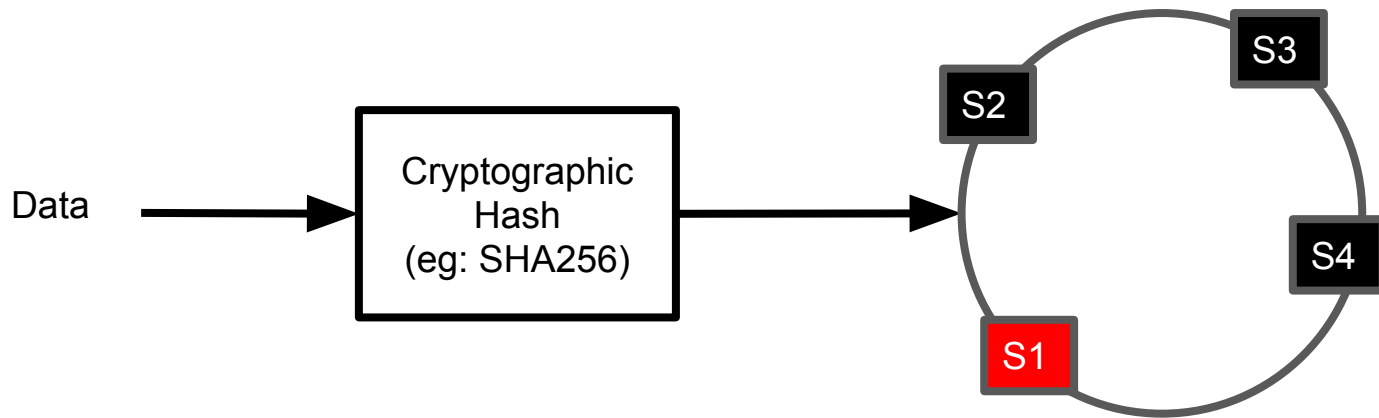 Data
Cryptographic
Hash
(eg: SHA256)
S2
S3
S4
S1